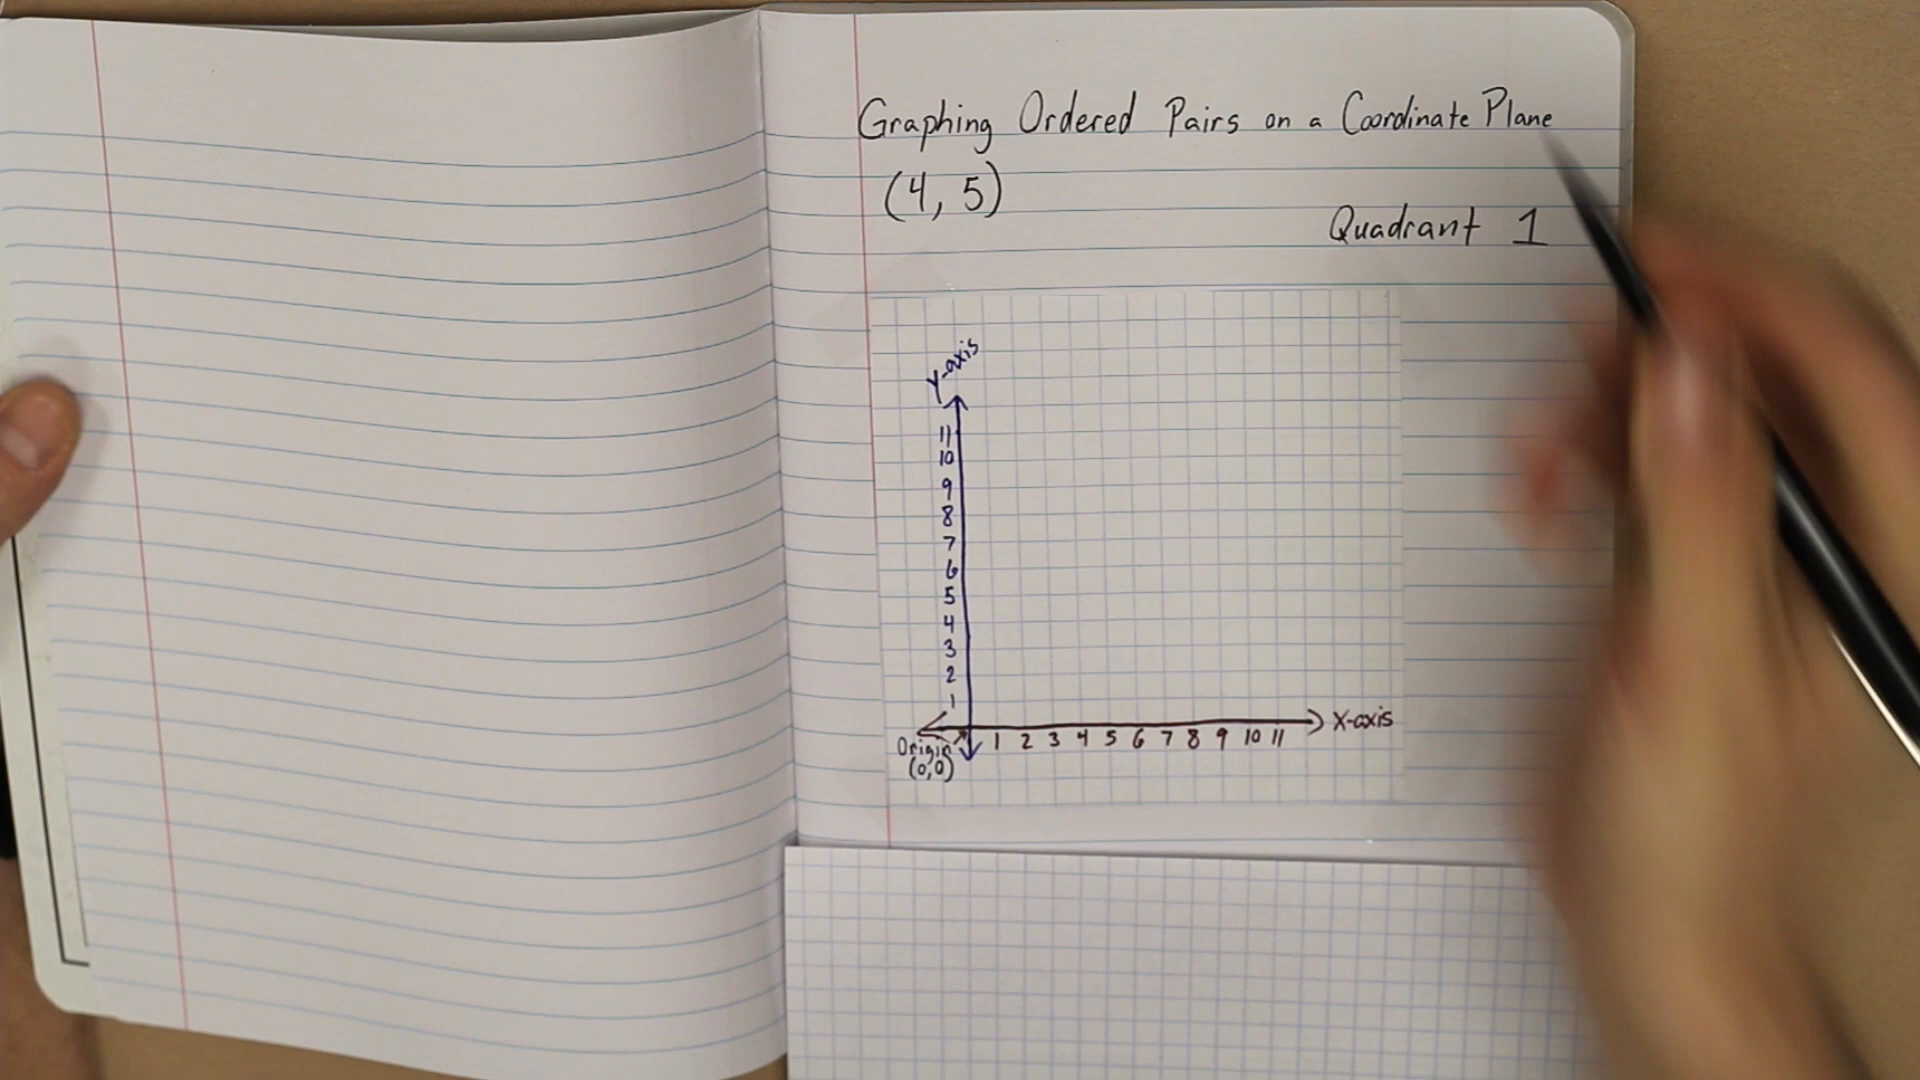 Graphing Ordered Pairs on a Coordinate Plane
(4, 5)
Quadrant 1
Y-axis
11
10
9
8
7
6
5
4
3
2
1
X-axis
1 2 3 4 5 6 7 8 9 10 11
Origin
(0,0)